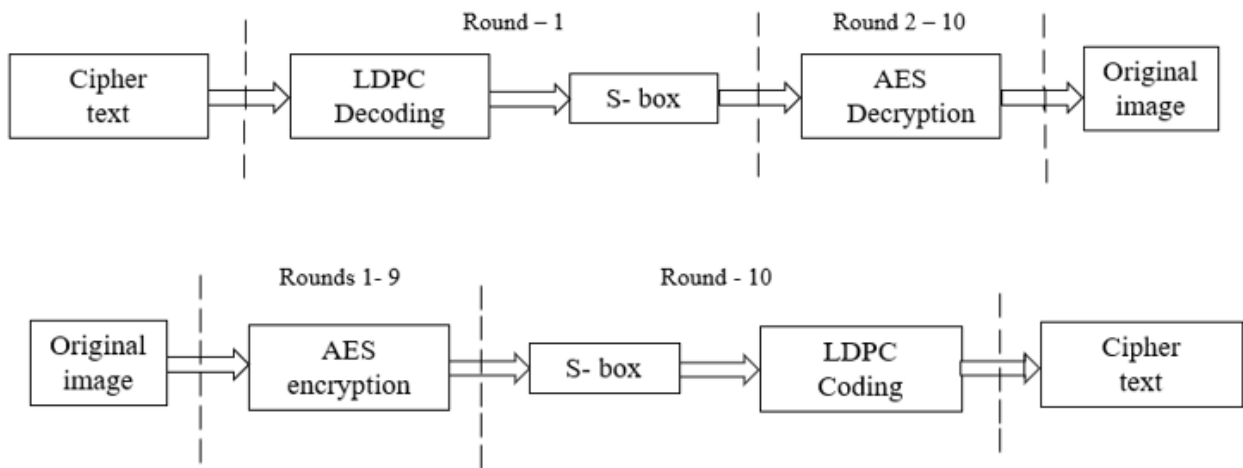 Round – 1
Round 2 – 10
Cipher
text
LDPC
Decoding
S- box
AES
Decryption
Original
image
Rounds 1- 9
Round - 10
Original
image
AES
encryption
S- box
LDPC
Coding
Cipher
text